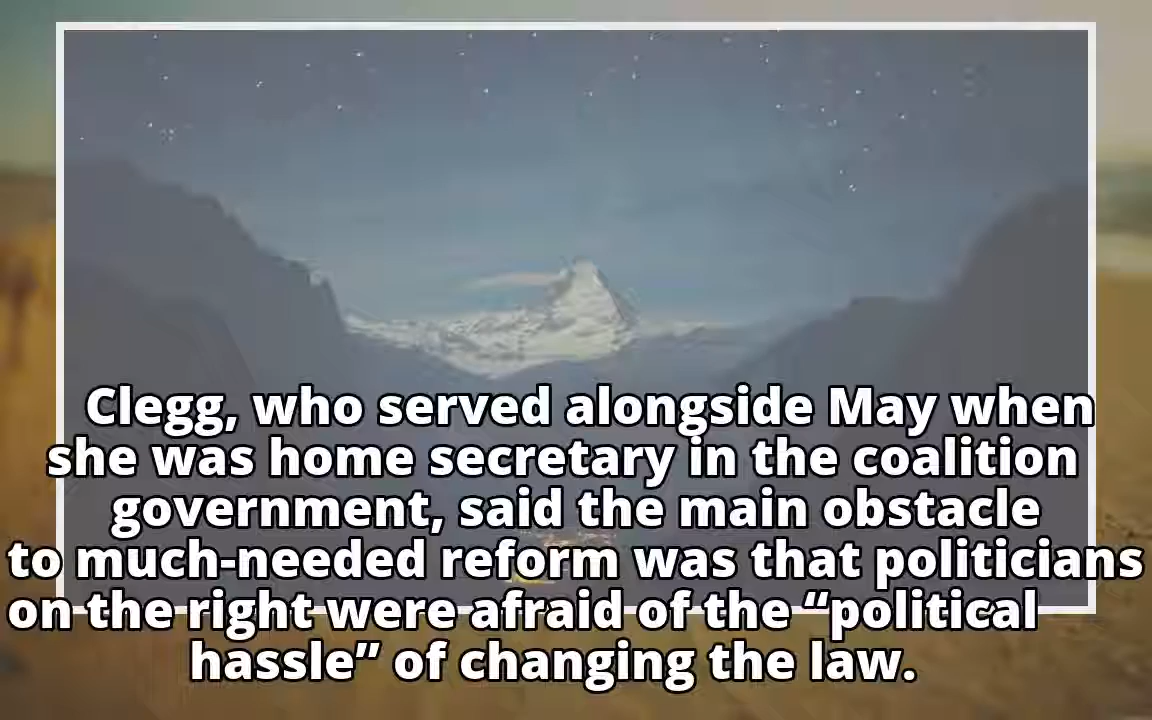 Clegg, who served alongside May when
she was home secretary in the coalition
government, said the main obstacle
to much-needed reform was that politicians
on the right were afraid of the “political
hassle” of changing the law.